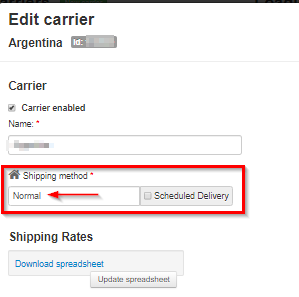 Edit carrier
Argentina Id:
Carrier
Carrier enabled
Name: *
Shipping method *
Normal Scheduled Delivery
Shipping Rates
Download spreadsheet
Update spreadsheet